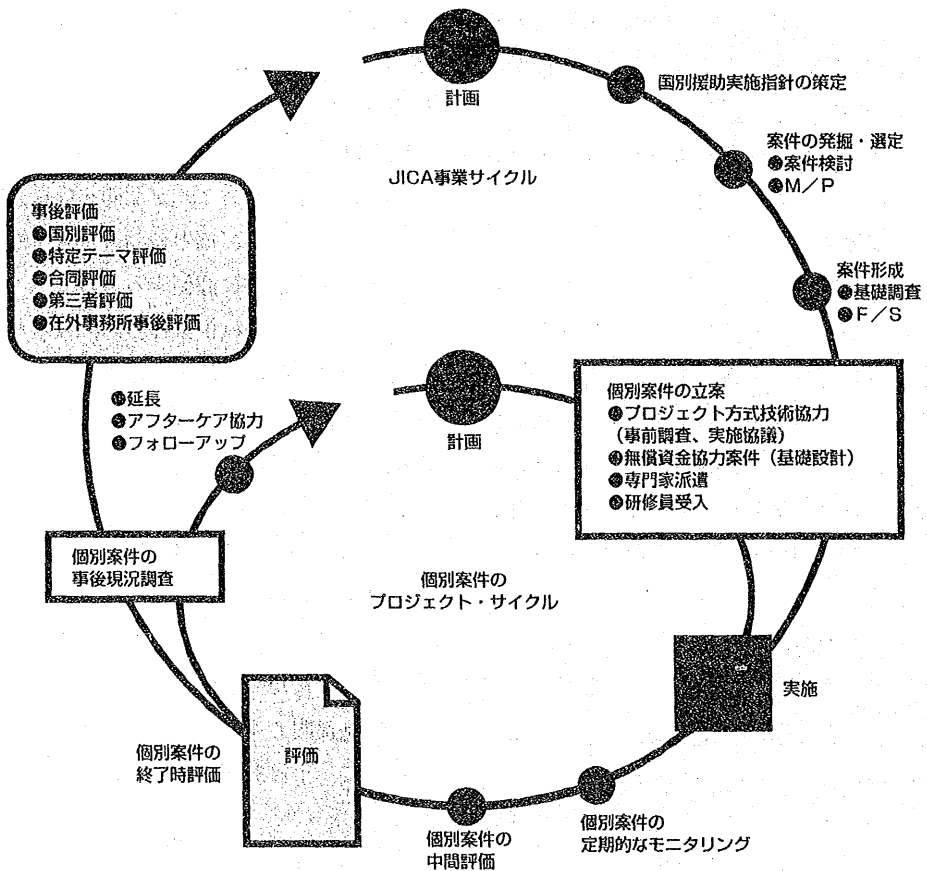 計画
国別援助実施指針の策定
案件の発掘・選定
●案件検討
●M／P
JICA事業サイクル
案件形成
●基礎調査
●F／S
事後評価
●国別評価
●特定テーマ評価
●合同評価
●第三者評価
●在外事務所事後評価
●延長
●アフターケア協力
●フォローアップ
計画
個別案件の立案
●プロジェクト方式技術協力
（事前調査、実施協議）
●無償資金協力案件（基礎設計）
●専門家派遣
●研修員受入
個別案件の
事後現況調査
個別案件の
プロジェクト・サイクル
実施
評価
個別案件の
終了時評価
個別案件の
中間評価
個別案件の
定期的なモニタリング